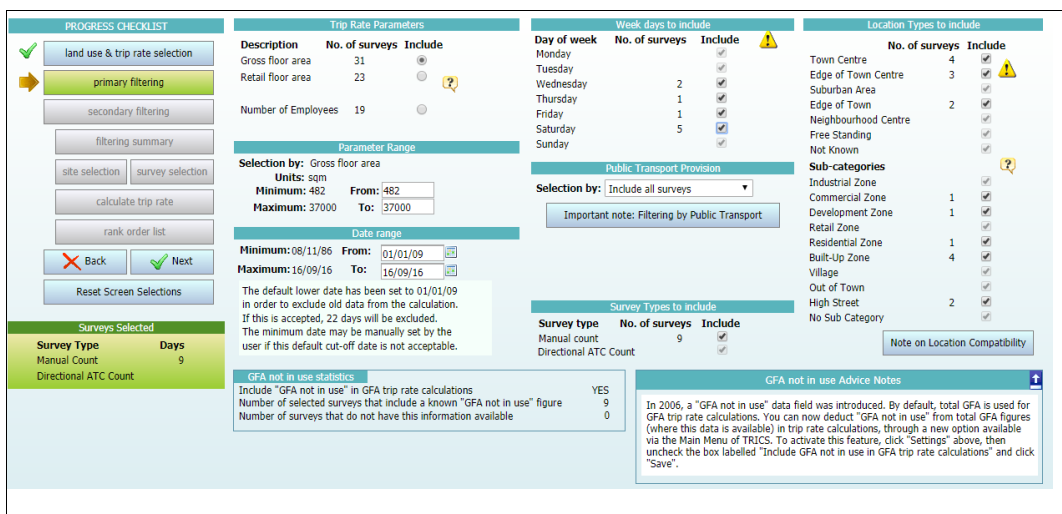 PROGRESS CHECKLIST
land use & trip rate selection
primary filtering
secondary filtering
filtering summary
site selection survey selection
calculate trip rate
rank order list
Back Next
Reset Screen Selections
Surveys Selected
Survey Type Days
Manual Count 9
Directional ATC Count
Trip Rate Parameters
Description No. of surveys Include
Gross floor area 31
Retail floor area 23
?
Number of Employees 19
Parameter Range
Selection by: Gross floor area
Units: sqm
Minimum: 482 From: 482
Maximum: 37000 To: 37000
Date range
Minimum: 08/11/86 From: 01/01/09
Maximum: 16/09/16 To: 16/09/16
The default lower date has been set to 01/01/09
in order to exclude old data from the calculation.
If this is accepted, 22 days will be excluded.
The minimum date may be manually set by the
user if this default cut-off date is not acceptable.
Week days to include
Day of week No. of surveys Include
!
Monday
Tuesday
Wednesday 2
Thursday 1
Friday 1
Saturday 5
Sunday
Public Transport Provision
Selection by: Include all surveys
Important note: Filtering by Public Transport
Survey Types to include
Survey type No. of surveys Include
Manual count 9
Directional ATC Count
Location Types to include
No. of surveys Include
Town Centre 4
Edge of Town Centre 3
!
Suburban Area
Edge of Town 2
Neighbourhood Centre
Free Standing
Not Known
Sub-categories
?
Industrial Zone
Commercial Zone 1
Development Zone 1
Retail Zone
Residential Zone 1
Built-Up Zone 4
Village
Out of Town
High Street 2
No Sub Category
Note on Location Compatibility
GFA not in use statistics
Include "GFA not in use" in GFA trip rate calculations YES
Number of selected surveys that include a known "GFA not in use" figure 9
Number of surveys that do not have this information available 0
GFA not in use Advice Notes
In 2006, a "GFA not in use" data field was introduced. By default, total GFA is used for
GFA trip rate calculations. You can now deduct "GFA not in use" from total GFA figures
(where this data is available) in trip rate calculations, through a new option available
via the Main Menu of TRICS. To activate this feature, click "Settings" above, then
uncheck the box labelled "Include GFA not in use in GFA trip rate calculations" and click
"Save".